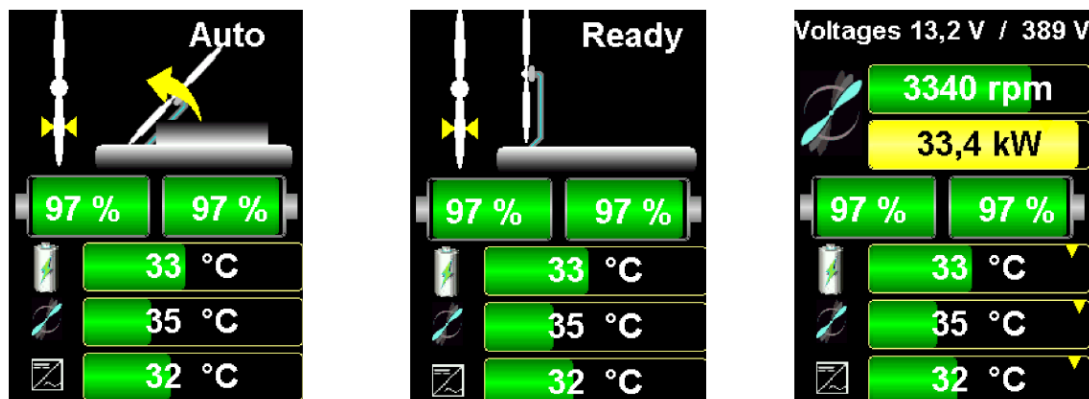 Auto
97 % 97 %
33 °C
35 °C
32 °C
Ready
97 % 97 %
33 °C
35 °C
32 °C
Voltages 13,2 V / 389 V
3340 rpm
33,4 kW
97 % 97 %
33 °C
35 °C
32 °C